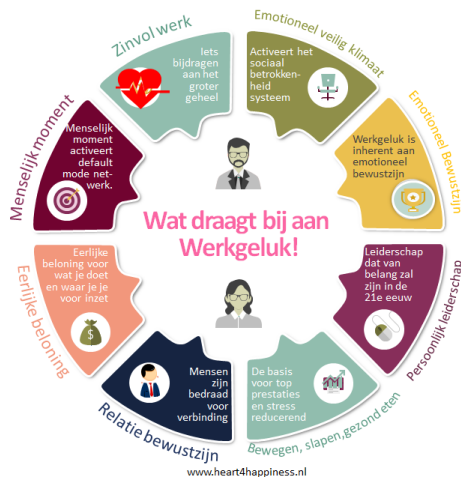 Zinvol werk
Iets
bijdragen
aan het
groter
geheel
Emotioneel veilig klimaat
Activeert het
sociaal
betrokken-
heid
systeem
Emotioneel Bewustzijn
Werkgeluk is
inherent aan
emotioneel
bewustzijn
Persoonlijk leiderschap
Leiderschap
dat van
belang zal
zijn in de
21e eeuw
Bewegen, slapen,gezond eten
De basis
voor top
prestaties
en stress
reducerend
Relatie bewustzijn
Mensen
zijn
bedraad
voor
verbinding
Eerlijke beloning
Eerlijke
beloning voor
wat je doet
en waar je je
voor inzet
$
Menselijk moment
Menselijk
moment
activeert
default
mode net-
werk.
Wat draagt bij aan
Werkgeluk!
www.heart4happiness.nl